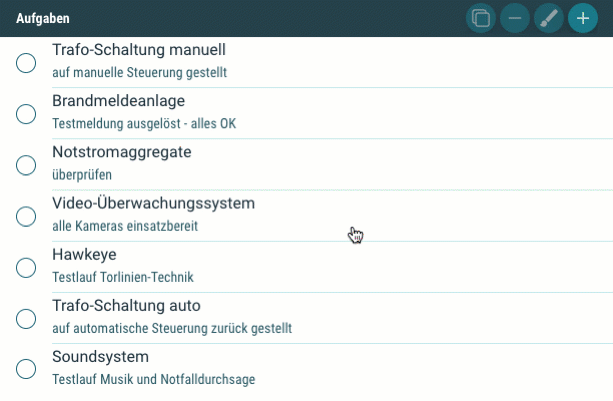 Aufgaben
Trafo-Schaltung manuell
auf manuelle Steuerung gestellt
Brandmeldeanlage
Testmeldung ausgelöst - alles OK
Notstromaggregate
überprüfen
Video-Überwachungssystem
alle Kameras einsatzbereit
Hawkeye
Testlauf Torlinien-Technik
Trafo-Schaltung auto
auf automatische Steuerung zurück gestellt
Soundsystem
Testlauf Musik und Notfalldurchsage